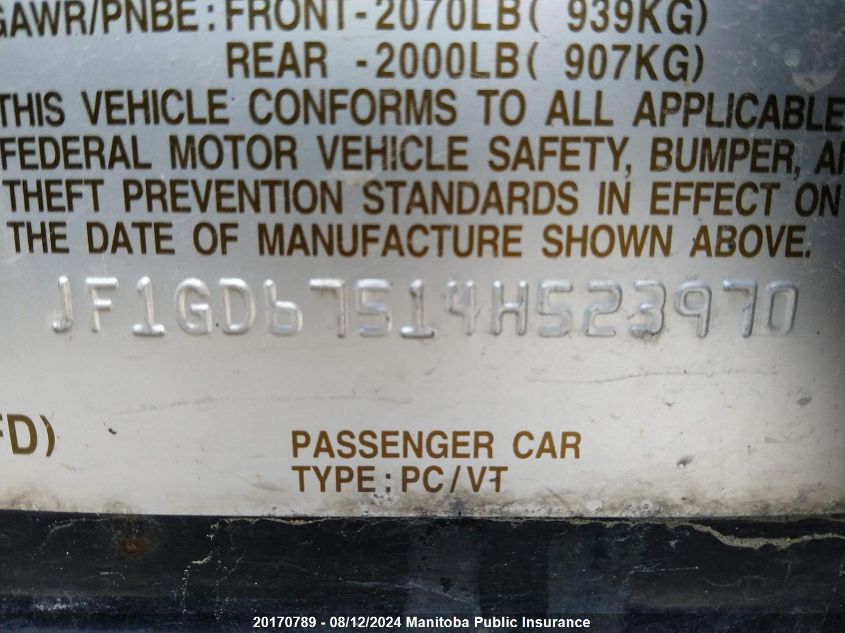 GAWR/PNBE:FRONT-2070LB( 939KG)
REAR -2000LB( 907KG)
THIS VEHICLE CONFORMS TO ALL APPLICABLE
FEDERAL MOTOR VEHICLE SAFETY, BUMPER, A
THEFT PREVENTION STANDARDS IN EFFECT ON
THE DATE OF MANUFACTURE SHOWN ABOVE.
JF1GD67514H523970
FD)
PASSENGER CAR
TYPE:PC/VT
20170789 - 08/12/2024 Manitoba Public Insurance